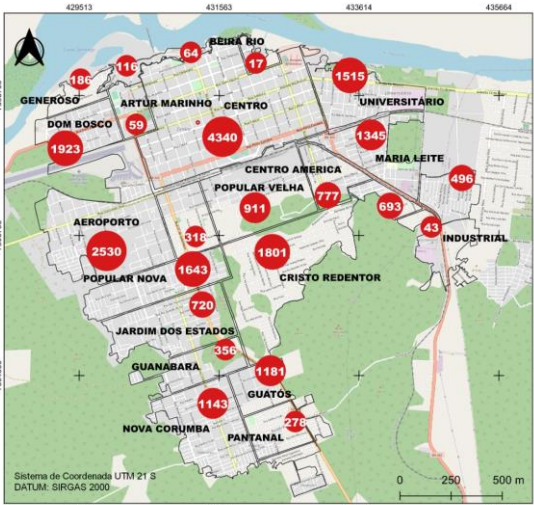 429513 431563 433614 435664
BEIRA RIO
64
17
116
186
1515
GENEROSO
ARTUR MARINHO CENTRO
UNIVERSITÁRIO
DOM BOSCO
59
4340
1345
1923
MARIA LEITE
CENTRO AMERICA
496
POPULAR VELHA
777
693
911
AEROPORTO
43
318
INDUSTRIAL
2530
1801
1643
POPULAR NOVA
CRISTO REDENTOR
720
JARDIM DOS ESTADOS
356
GUANABARA
1181
GUATÓS
1143
278
NOVA CORUMBA
PANTANAL
Sistema de Coordenada UTM 21 S
DATUM: SIRGAS 2000
0 250 500 m